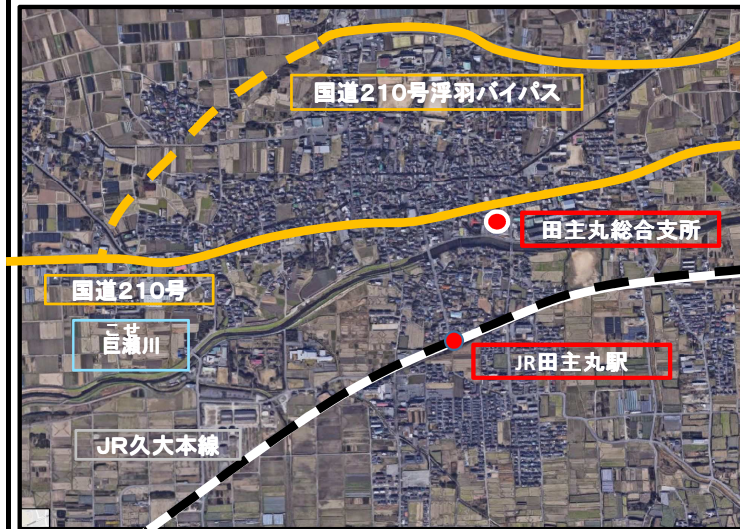 国道210号浮羽バイパス
田主丸総合支所
国道210号
こせ
巨瀬川
JR田主丸駅
JR久大本線